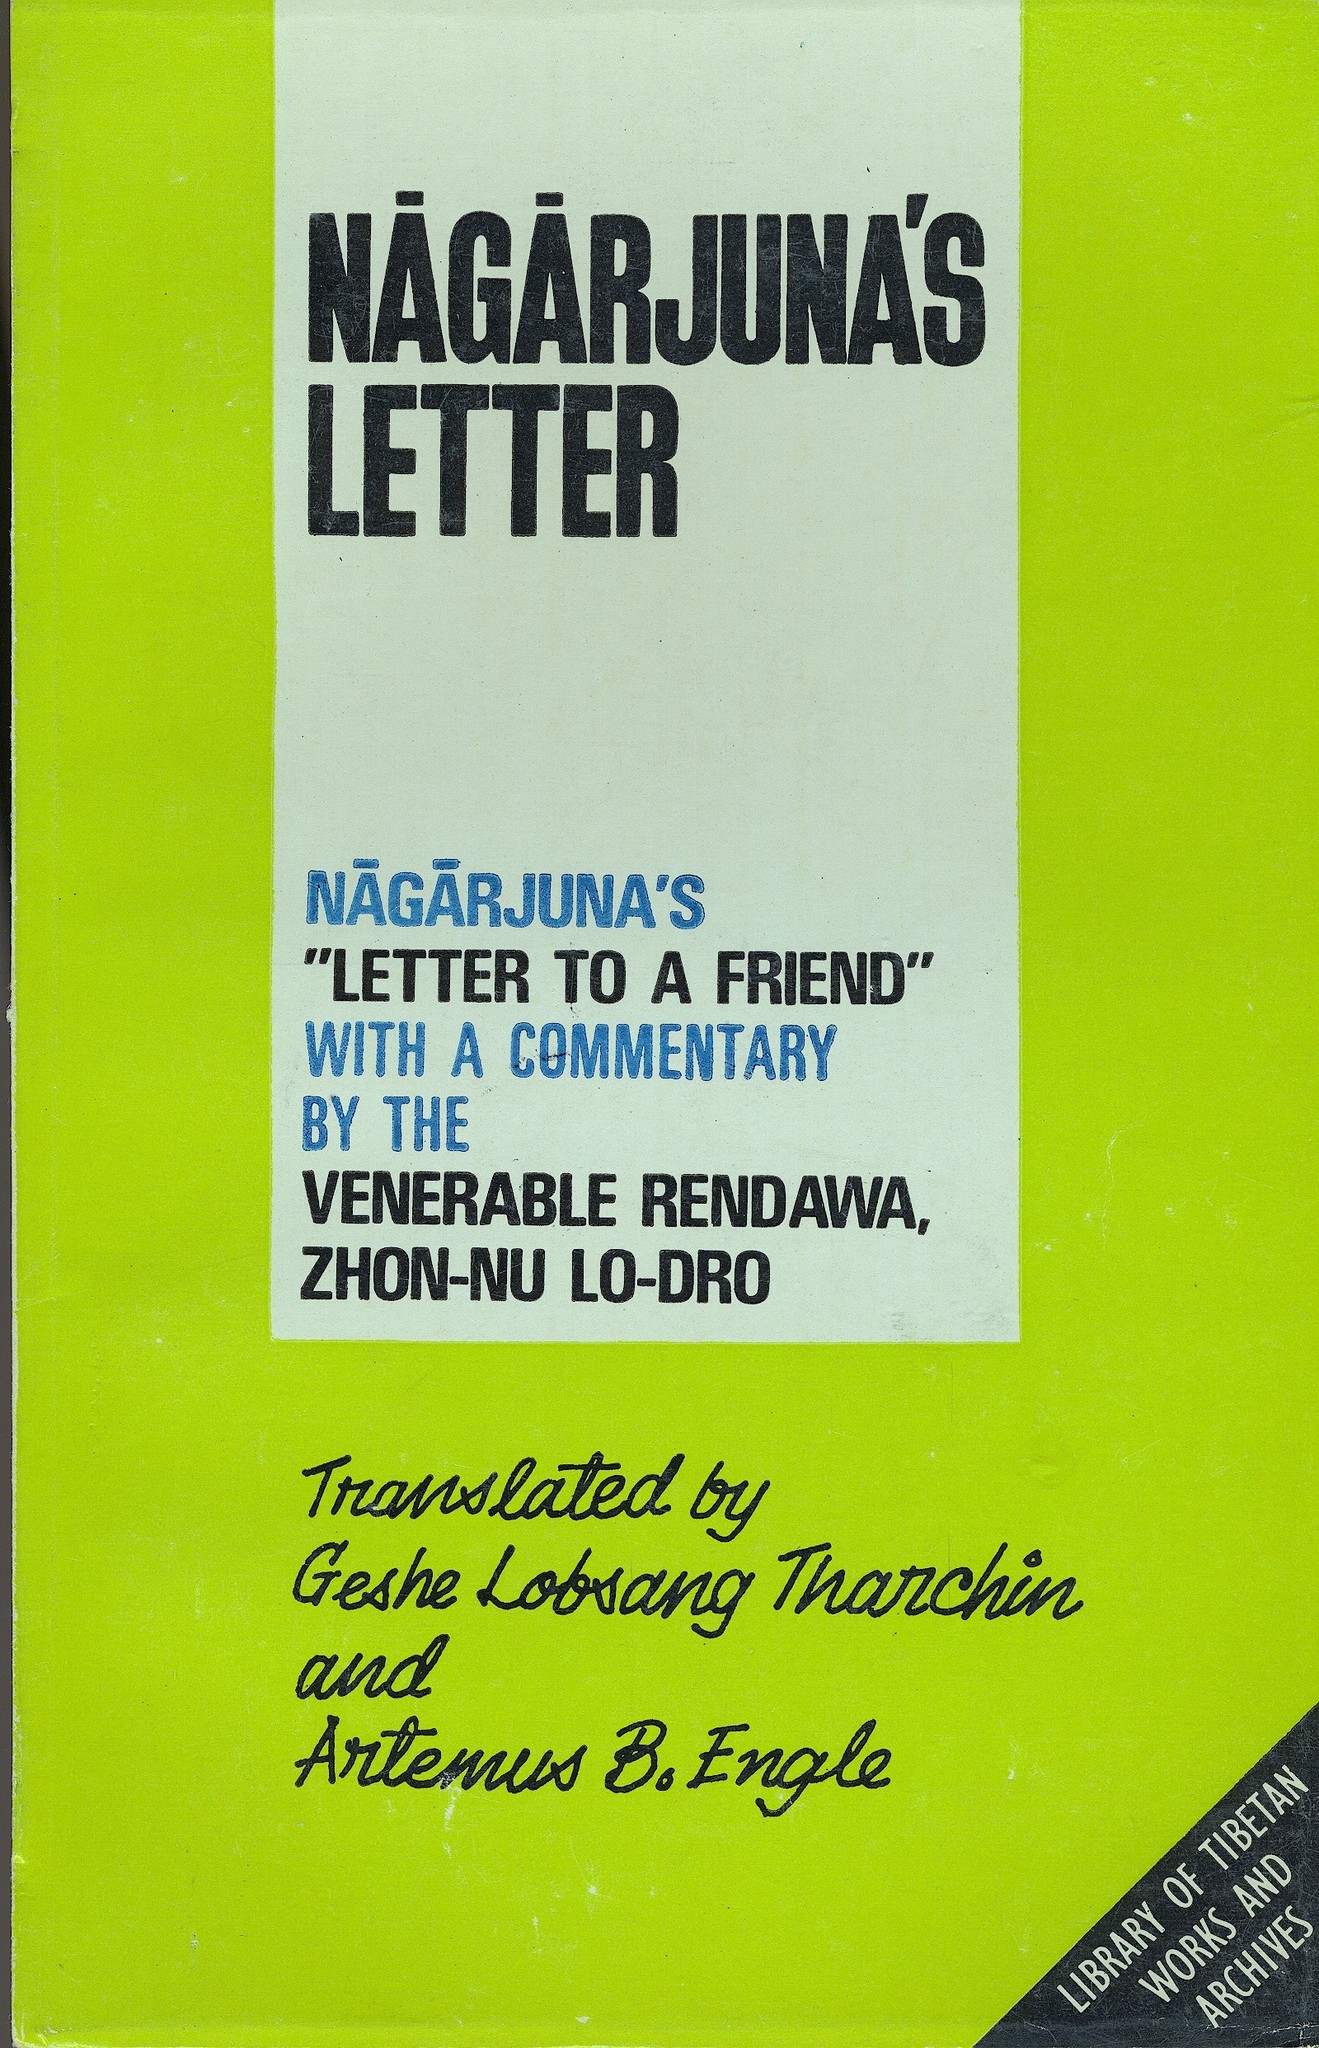 NĀGĀRJUNA'S
LETTER
NĀGĀRJUNA'S
"LETTER TO A FRIEND"
WITH A COMMENTARY
BY THE
VENERABLE RENDAWA,
ZHON-NU LO-DRO
Translated by
Geshe Lobsang Tharchin
and
Artemus B. Engle
LIBRARY OF TIBETAN
WORKS AND
ARCHIVES